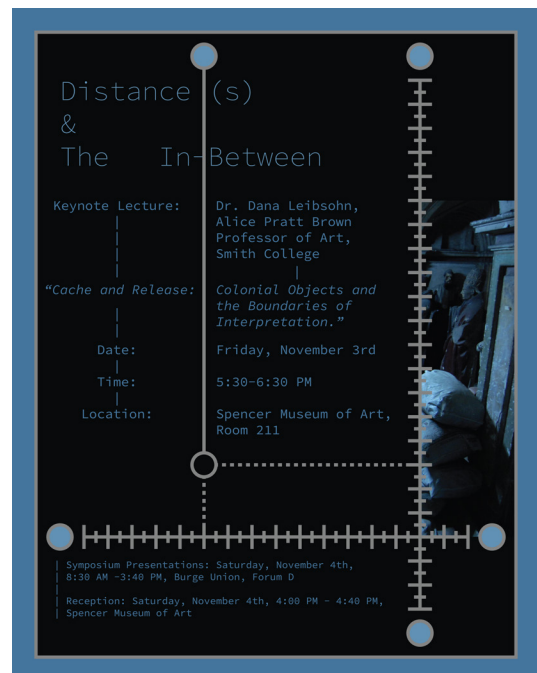 Distance (s)
&
The In-Between
Keynote Lecture: Dr. Dana Leibsohn,
Alice Pratt Brown
Professor of Art,
Smith College
“Cache and Release: Colonial Objects and
the Boundaries of
Interpretation.”
Date: Friday, November 3rd
Time: 5:30-6:30 PM
Location: Spencer Museum of Art,
Room 211
Symposium Presentations: Saturday, November 4th,
8:30 AM -3:40 PM, Burge Union, Forum D
Reception: Saturday, November 4th, 4:00 PM - 4:40 PM,
Spencer Museum of Art